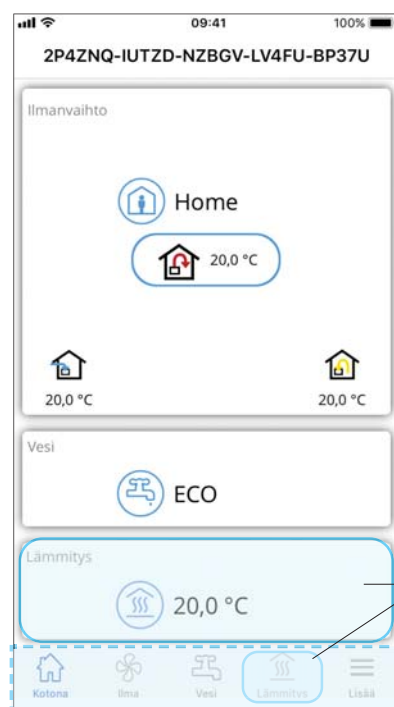 09:41
100%
2P4ZNQ-IUTZD-NZBGV-LV4FU-BP37U
Ilmanvaihto
Home
20,0 °C
20,0 °C 20,0 °C
Vesi
ECO
Lämmitys
20,0 °C
Kotona Ilma Vesi Lämmitys Lisää